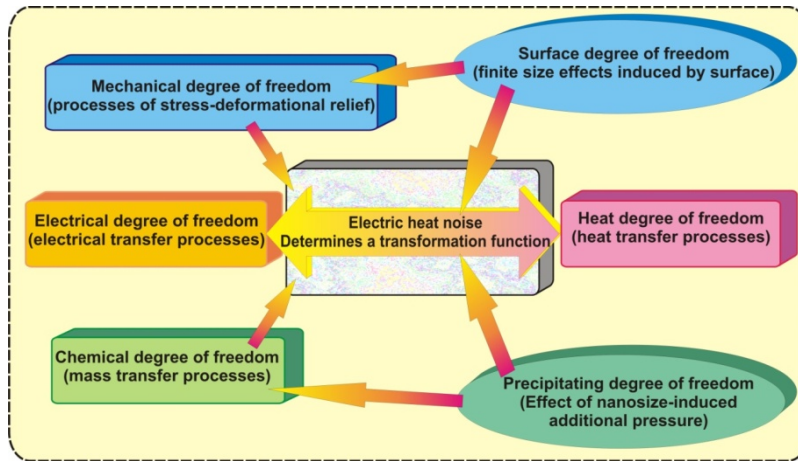 Surface degree of freedom
(finite size effects induced by surface)
Mechanical degree of freedom
(processes of stress-deformational relief)
Electrical degree of freedom
(electrical transfer processes)
Electric heat noise
Determines a transformation function
Heat degree of freedom
(heat transfer processes)
Chemical degree of freedom
(mass transfer processes)
Precipitating degree of freedom
(Effect of nanosize-induced
additional pressure)